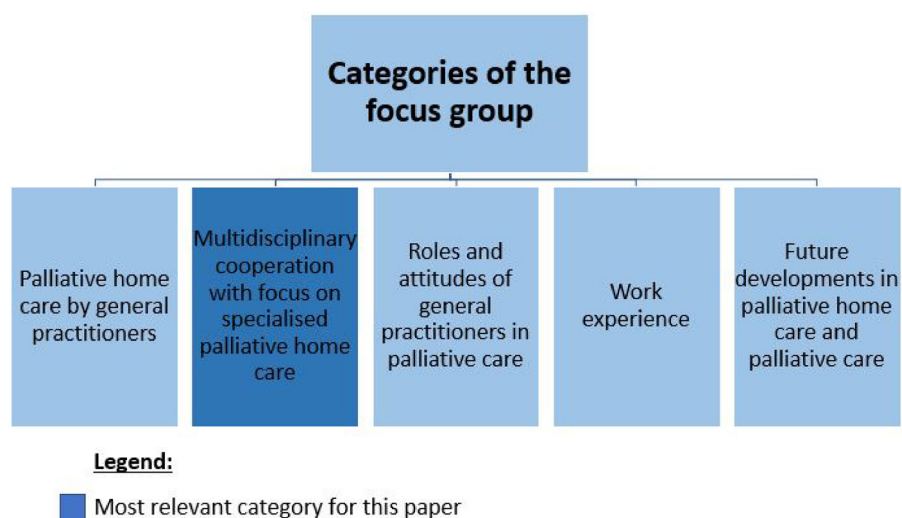 Categories of the
focus group
Palliative home
care by general
practitioners
Multidisciplinary
cooperation
with focus on
specialised
palliative home
care
Roles and
attitudes of
general
practitioners in
palliative care
Work
experience
Future
developments in
palliative home
care and
palliative care
Legend:
Most relevant category for this paper